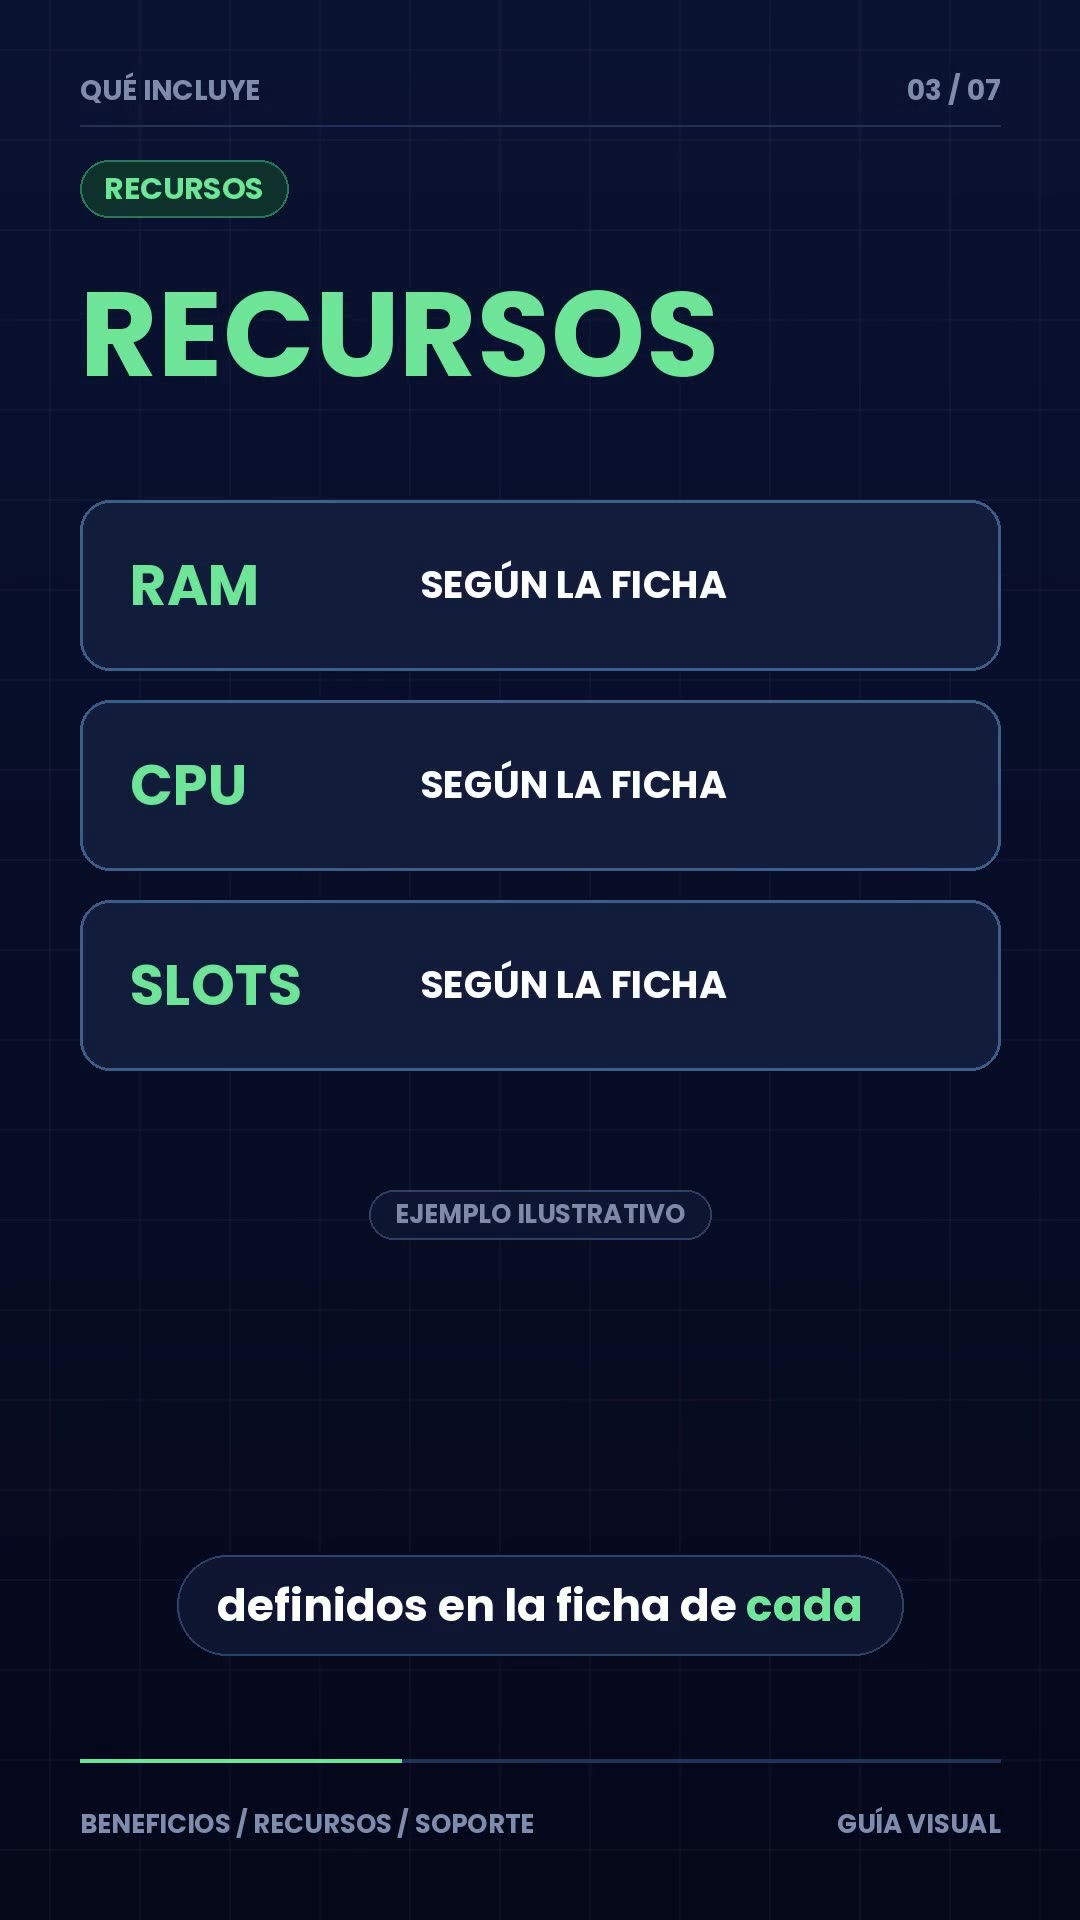 QUÉ INCLUYE
03 / 07
RECURSOS
RECURSOS
RAM
SEGÚN LA FICHA
CPU
SEGÚN LA FICHA
SLOTS
SEGÚN LA FICHA
EJEMPLO ILUSTRATIVO
definidos en la ficha de cada
BENEFICIOS / RECURSOS / SOPORTE
GUÍA VISUAL